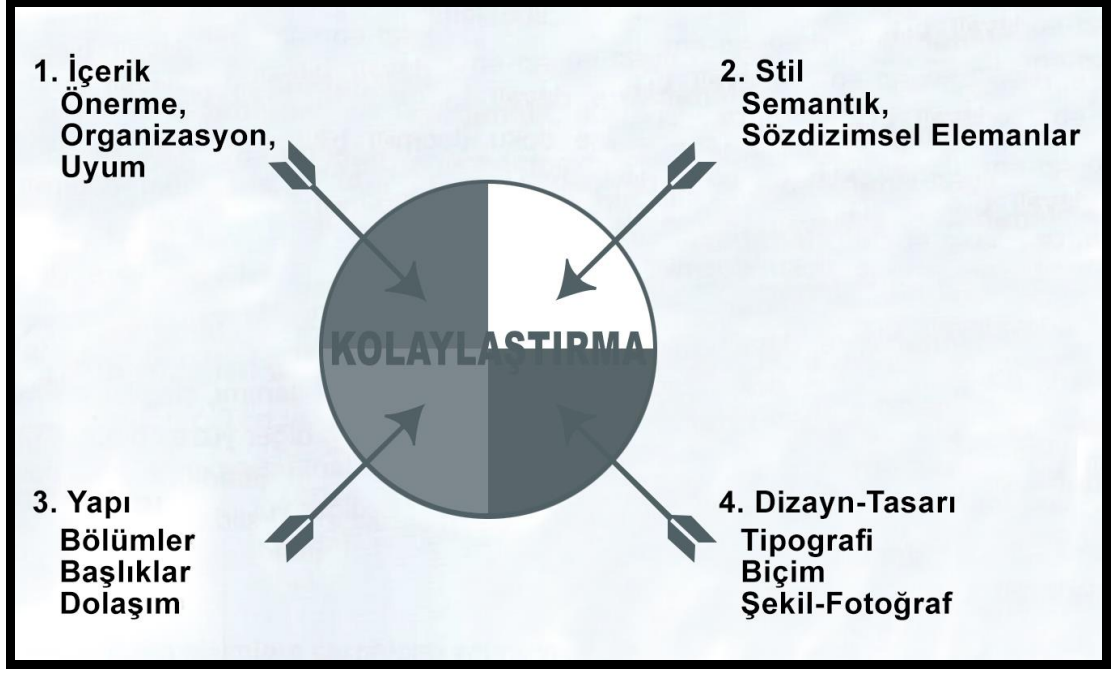 1. İçerik
Önerme,
Organizasyon,
Uyum
2. Stil
Semantık,
Sözdizimsel Elemanlar
KOLAYLAŞTIRMA
3. Yapı
Bölümler
Başlıklar
Dolaşım
4. Dizayn-Tasarı
Tipografi
Biçim
Şekil-Fotoğraf